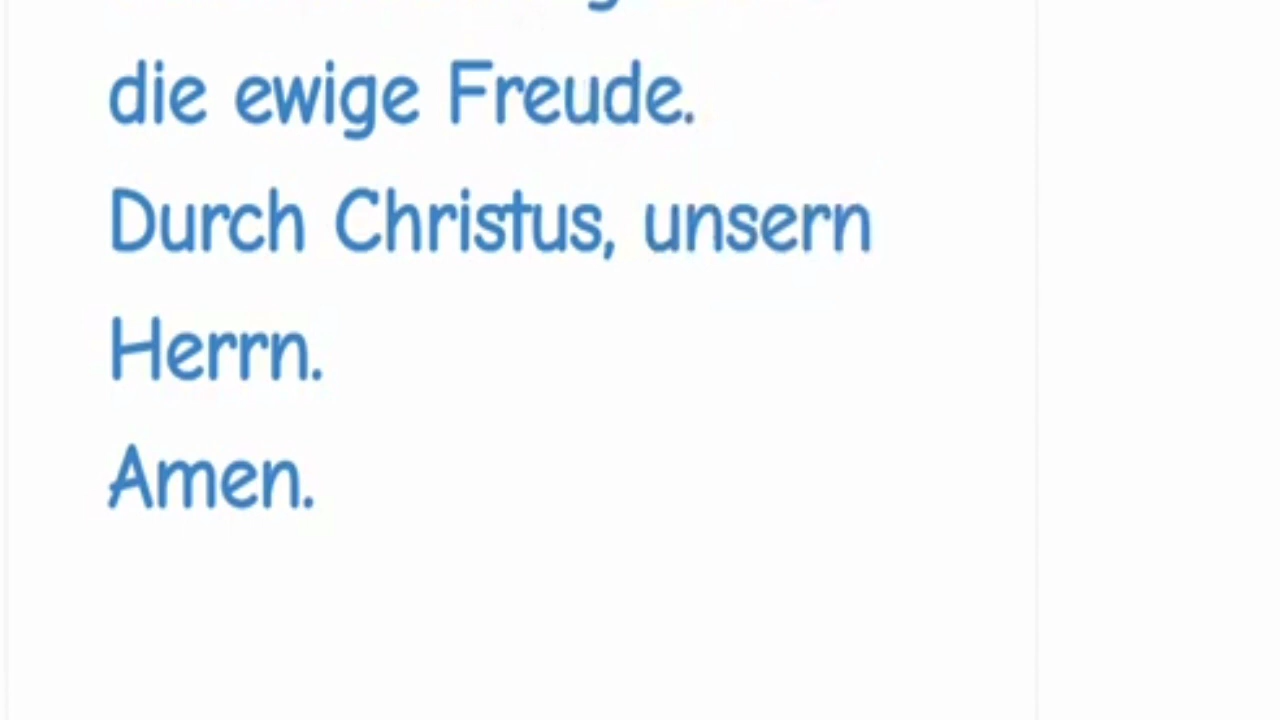 die ewige Freude.
Durch Christus, unsern
Herrn.
Amen.